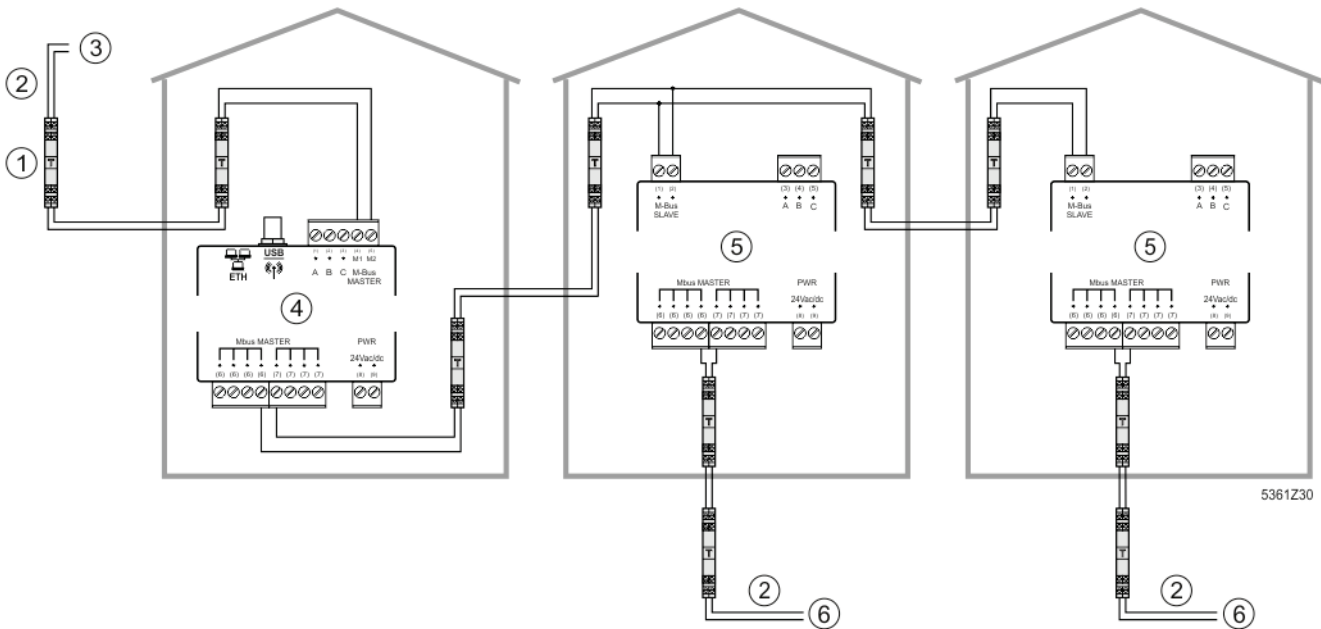 3
2
1
T
T
USB
ETH
(1) (2) (3) (4) (5)
M1 M2
A B C M-Bus
MASTER
4
Mbus MASTER
PWR
24Vac/dc
(6) (6) (6) (6) (7) (7) (7) (7) (8) (9)
T
T
(1) (2)
M-Bus
SLAVE
(3) (4) (5)
A B C
5
Mbus MASTER
PWR
24Vac/dc
(6) (6) (6) (6) (7) (7) (7) (7) (8) (9)
T
T
2
6
T
T
(1) (2)
M-Bus
SLAVE
(3) (4) (5)
A B C
5
Mbus MASTER
PWR
24Vac/dc
(6) (6) (6) (6) (7) (7) (7) (7) (8) (9)
T
T
2
6
5361Z30